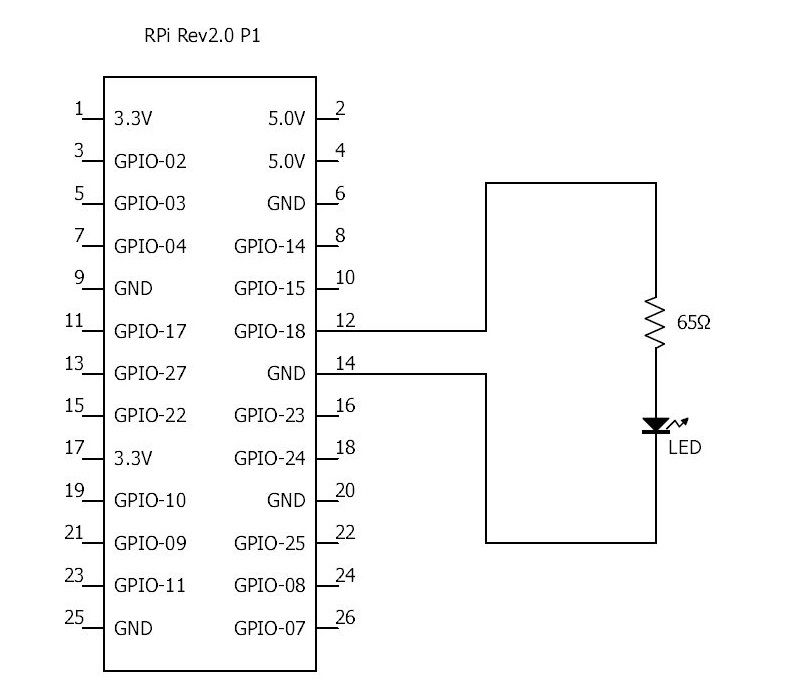 RPi Rev2.0 P1
1 3.3V 5.0V 2
3 GPIO-02 5.0V 4
5 GPIO-03 GND 6
7 GPIO-04 GPIO-14 8
9 GND GPIO-15 10
11 GPIO-17 GPIO-18 12
13 GPIO-27 GND 14
15 GPIO-22 GPIO-23 16
17 3.3V GPIO-24 18
19 GPIO-10 GND 20
21 GPIO-09 GPIO-25 22
23 GPIO-11 GPIO-08 24
25 GND GPIO-07 26
65Ω
LED